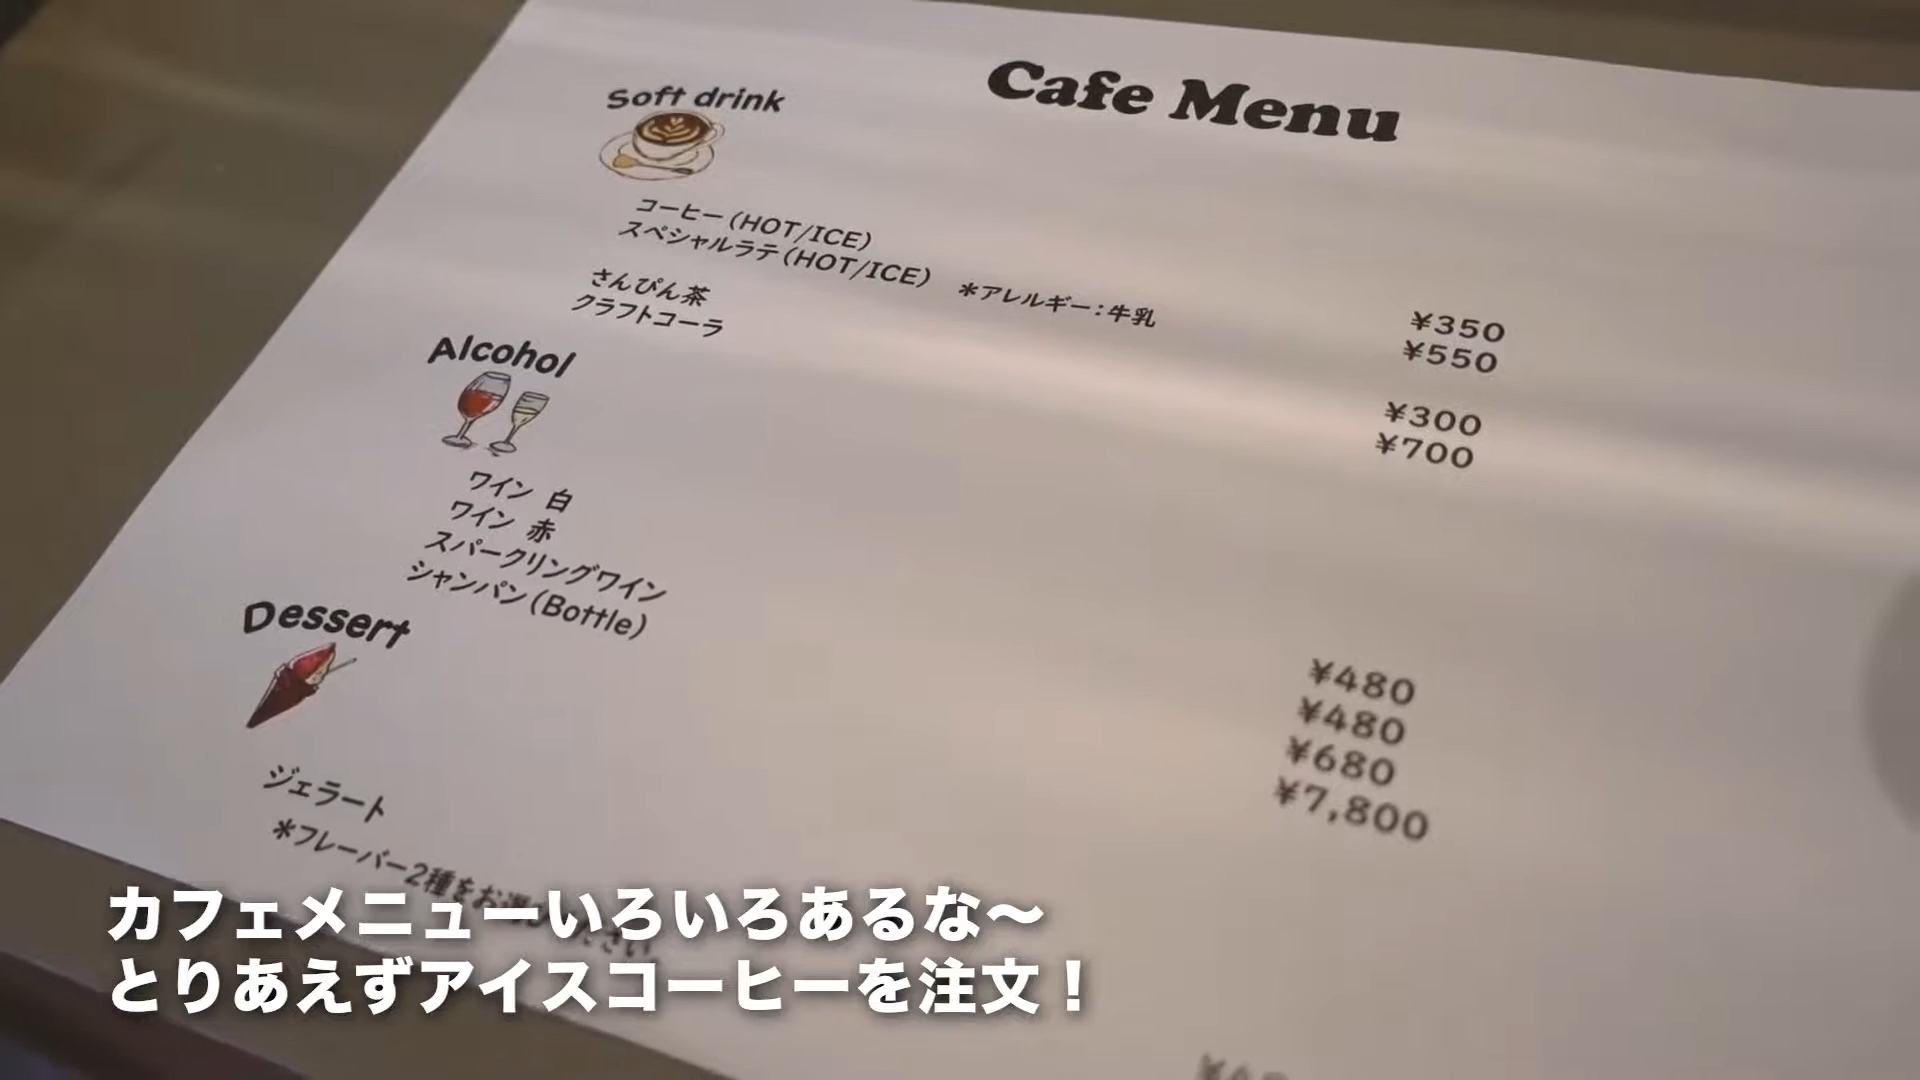 Cafe Menu
Soft drink
コーヒー(HOT/ICE) ¥350
スペシャルラテ(HOT/ICE) *アレルギー:牛乳 ¥550
さんぴん茶 ¥300
クラフトコーラ ¥700
Alcohol
ワイン 白 ¥480
ワイン 赤 ¥480
スパークリングワイン ¥680
シャンパン(Bottle) ¥7,800
Dessert
ジェラート
*フレーバー2種をお
カフェメニューいろいろあるな〜
とりあえずアイスコーヒーを注文!